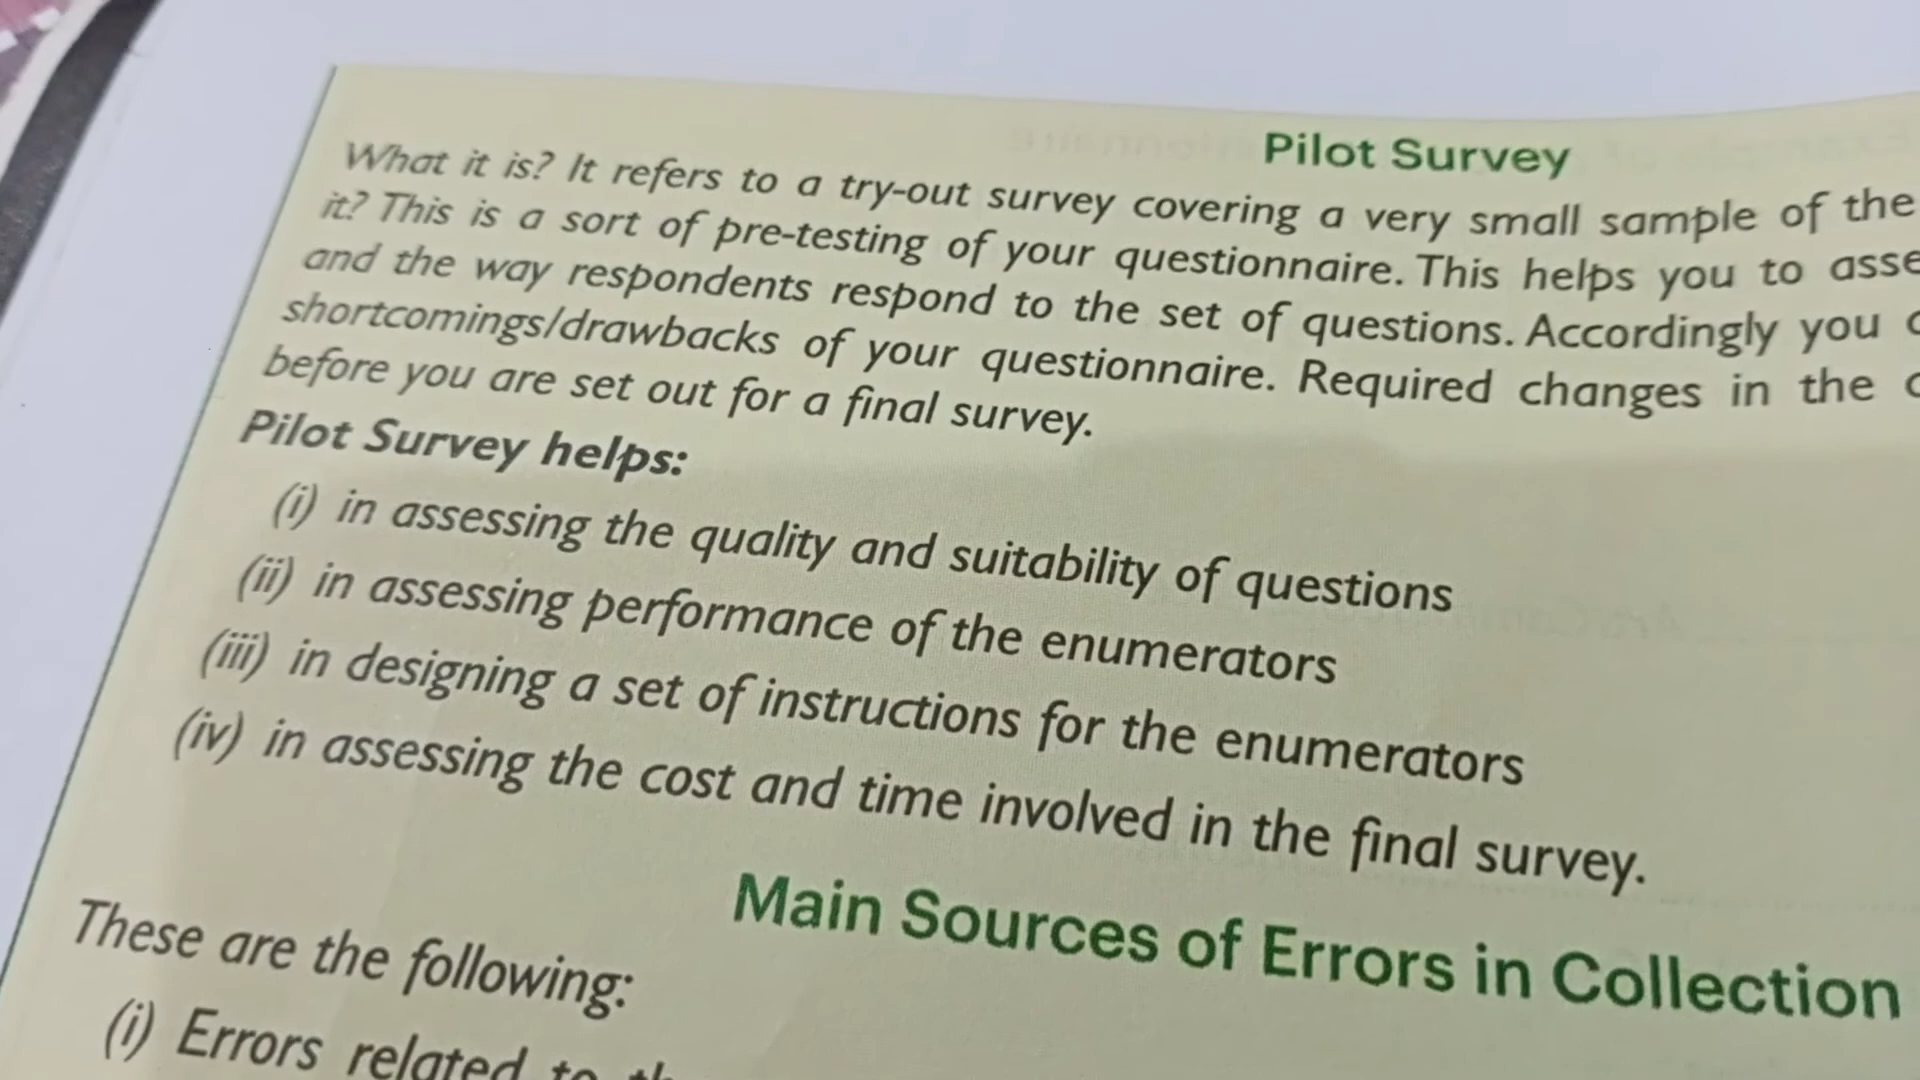 Pilot Survey
What it is? It refers to a try-out survey covering a very small sample of the
it? This is a sort of pre-testing of your questionnaire. This helps you to
and the way respondents respond to the set of questions. Accordingly you
shortcomings/drawbacks of your questionnaire. Required changes in the
before you are set out for a final survey.
Pilot Survey helps:
(i) in assessing the quality and suitability of questions
(ii) in assessing performance of the enumerators
(iii) in designing a set of instructions for the enumerators
(iv) in assessing the cost and time involved in the final survey.
Main Sources of Errors in Collection
These are the following:
(i) Errors related to